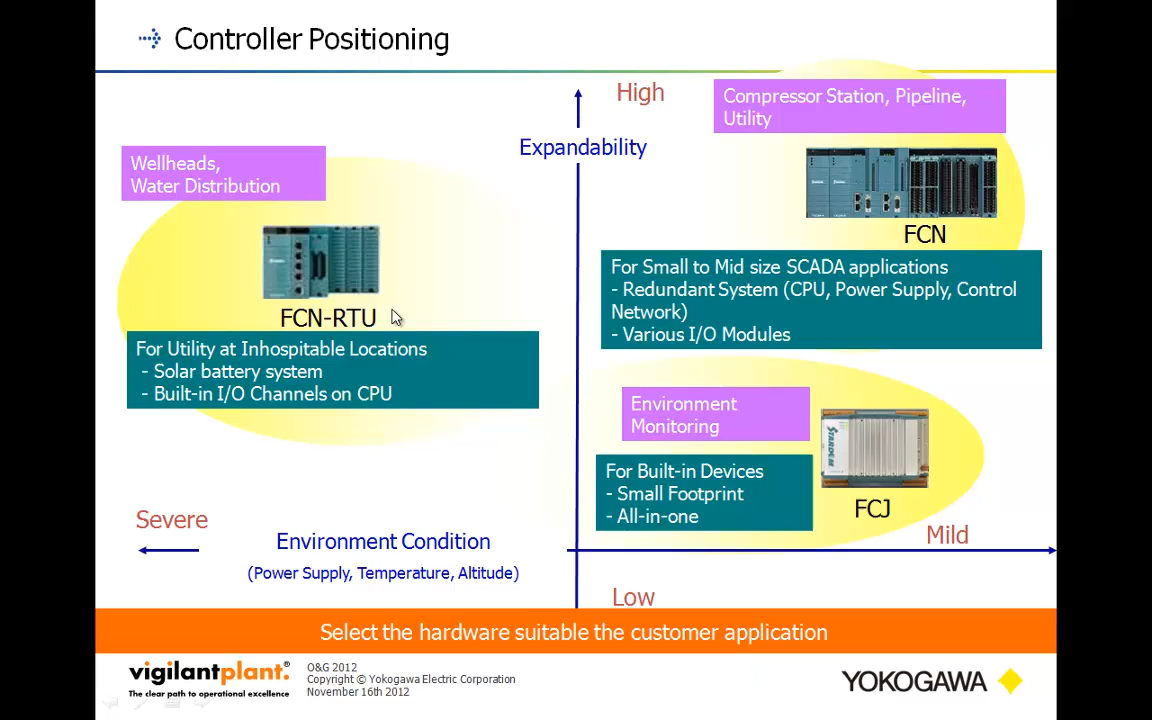 Controller Positioning
High
Compressor Station, Pipeline,
Utility
Expandability
Wellheads,
Water Distribution
FCN
FCN-RTU
For Small to Mid size SCADA applications
- Redundant System (CPU, Power Supply, Control
Network)
- Various I/O Modules
For Utility at Inhospitable Locations
- Solar battery system
- Built-in I/O Channels on CPU
Environment
Monitoring
STARDOM
For Built-in Devices
- Small Footprint
- All-in-one
FCJ
Severe
Environment Condition
(Power Supply, Temperature, Altitude)
Mild
Low
Select the hardware suitable the customer application
vigilantplant.®
The clear path to operational excellence
O&G 2012
Copyright © Yokogawa Electric Corporation
November 16th 2012
YOKOGAWA